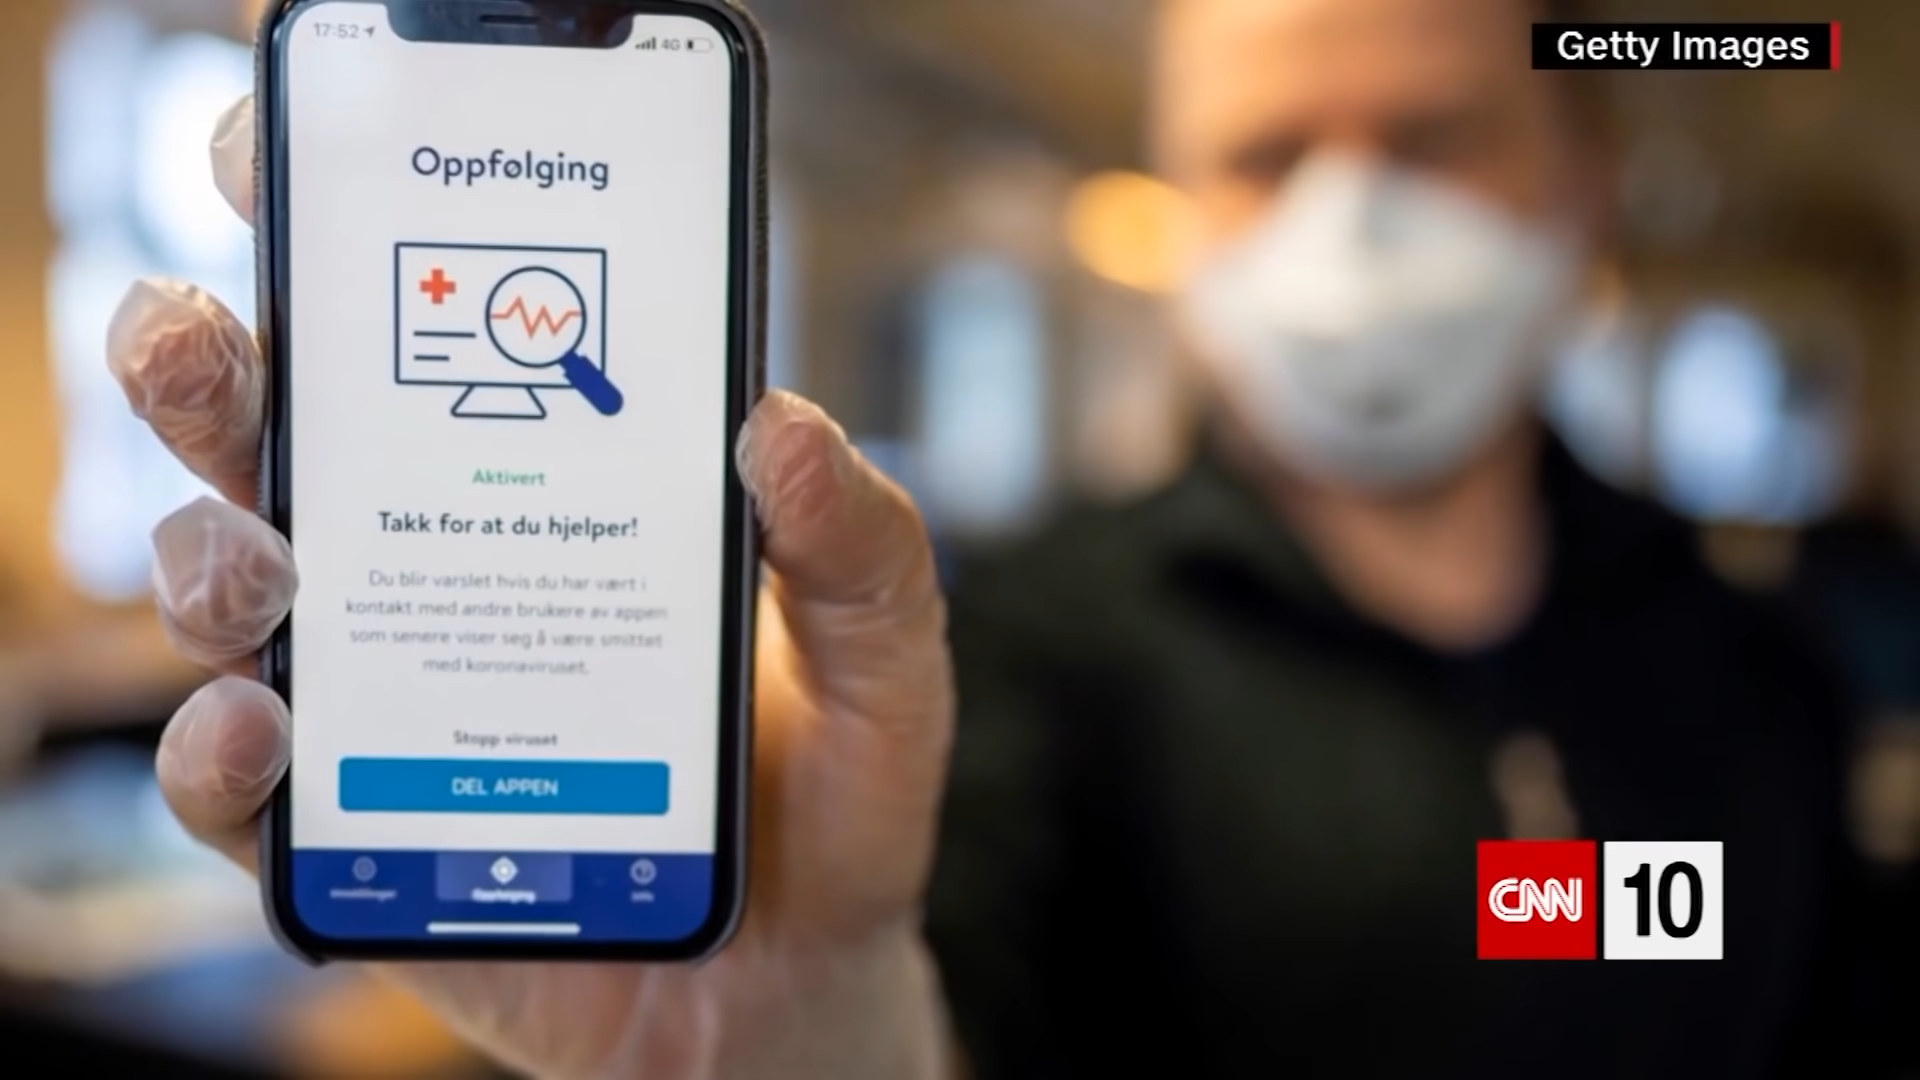 Getty Images
17:52
4G
Oppfølging
Aktivert
Takk for at du hjelper!
Du blir varslet hvis du har vært i
kontakt med andre brukere av appen
som senere viser seg å være smittet
med koronaviruset.
Stopp viruset
DEL APPEN
Innstillinger Oppfølging Info
CNN 10